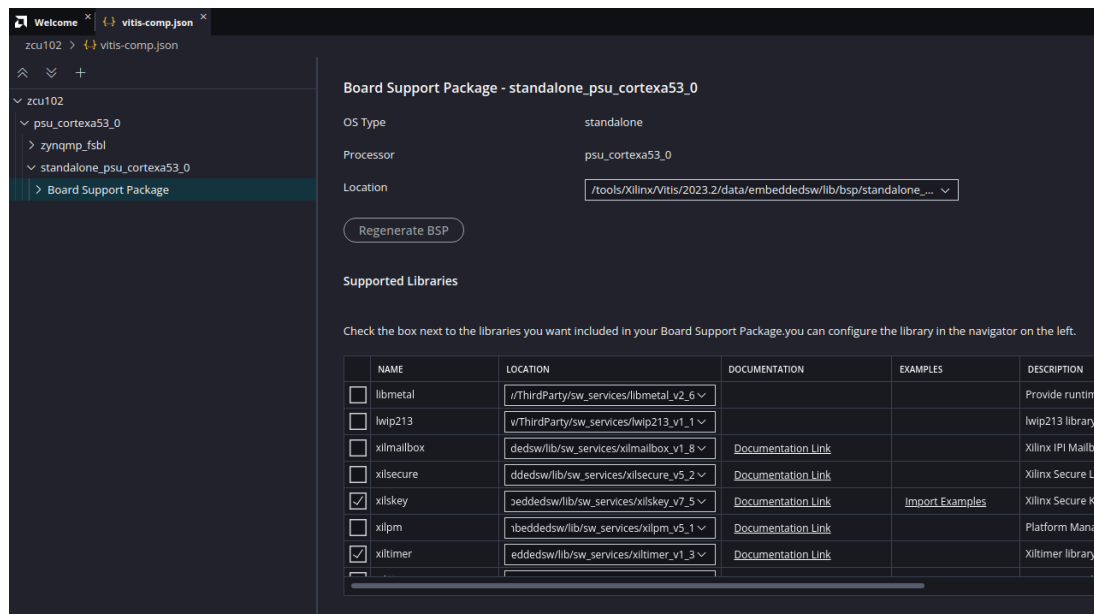 Welcome
vitis-comp.json
zcu102 > vitis-comp.json
zcu102
psu_cortexa53_0
zynqmp_fsbl
standalone_psu_cortexa53_0
Board Support Package
Board Support Package - standalone_psu_cortexa53_0
OS Type standalone
Processor psu_cortexa53_0
Location /tools/Xilinx/Vitis/2023.2/data/embeddedsw/lib/bsp/standalone_...
Regenerate BSP
Supported Libraries
Check the box next to the libraries you want included in your Board Support Package.you can configure the library in the navigator on the left.
NAME LOCATION DOCUMENTATION EXAMPLES DESCRIPTION
libmetal /ThirdParty/sw_services/libmetal_v2_6 Provide runtim
lwip213 /ThirdParty/sw_services/lwip213_v1_1 lwip213 library
xilmailbox dedsw/lib/sw_services/xilmailbox_v1_8 Documentation Link Xilinx IPI Mailb
xilsecure ddedsw/lib/sw_services/xilsecure_v5_2 Documentation Link Xilinx Secure L
xilskey eddedsw/lib/sw_services/xilskey_v7_5 Documentation Link Import Examples Xilinx Secure K
xilpm beddedsw/lib/sw_services/xilpm_v5_1 Documentation Link Platform Mana
xiltimer eddedsw/lib/sw_services/xiltimer_v1_3 Documentation Link Xiltimer library